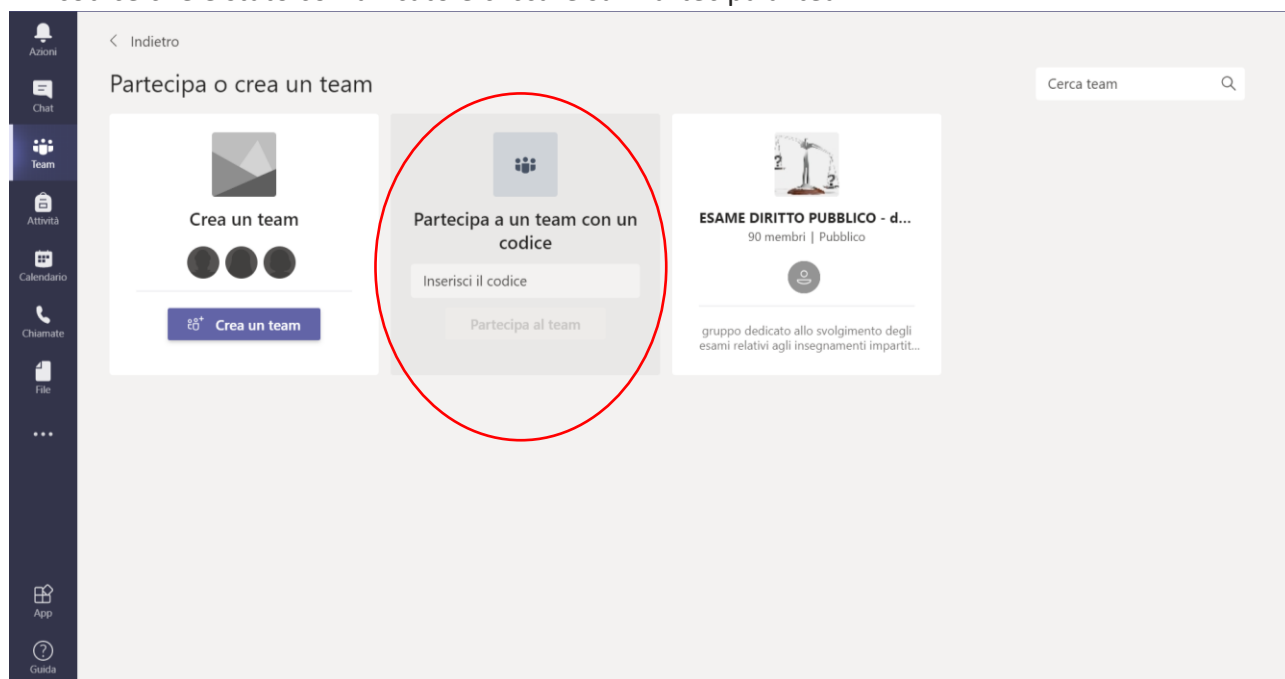 Azioni
Chat
Team
Attività
Calendario
Chiamate
File
App
Guida
Indietro
Partecipa o crea un team
Cerca team
Crea un team
Crea un team
Partecipa a un team con un
codice
Inserisci il codice
Partecipa al team
ESAME DIRITTO PUBBLICO - d...
90 membri | Pubblico
gruppo dedicato allo svolgimento degli
esami relativi agli insegnamenti impartit...